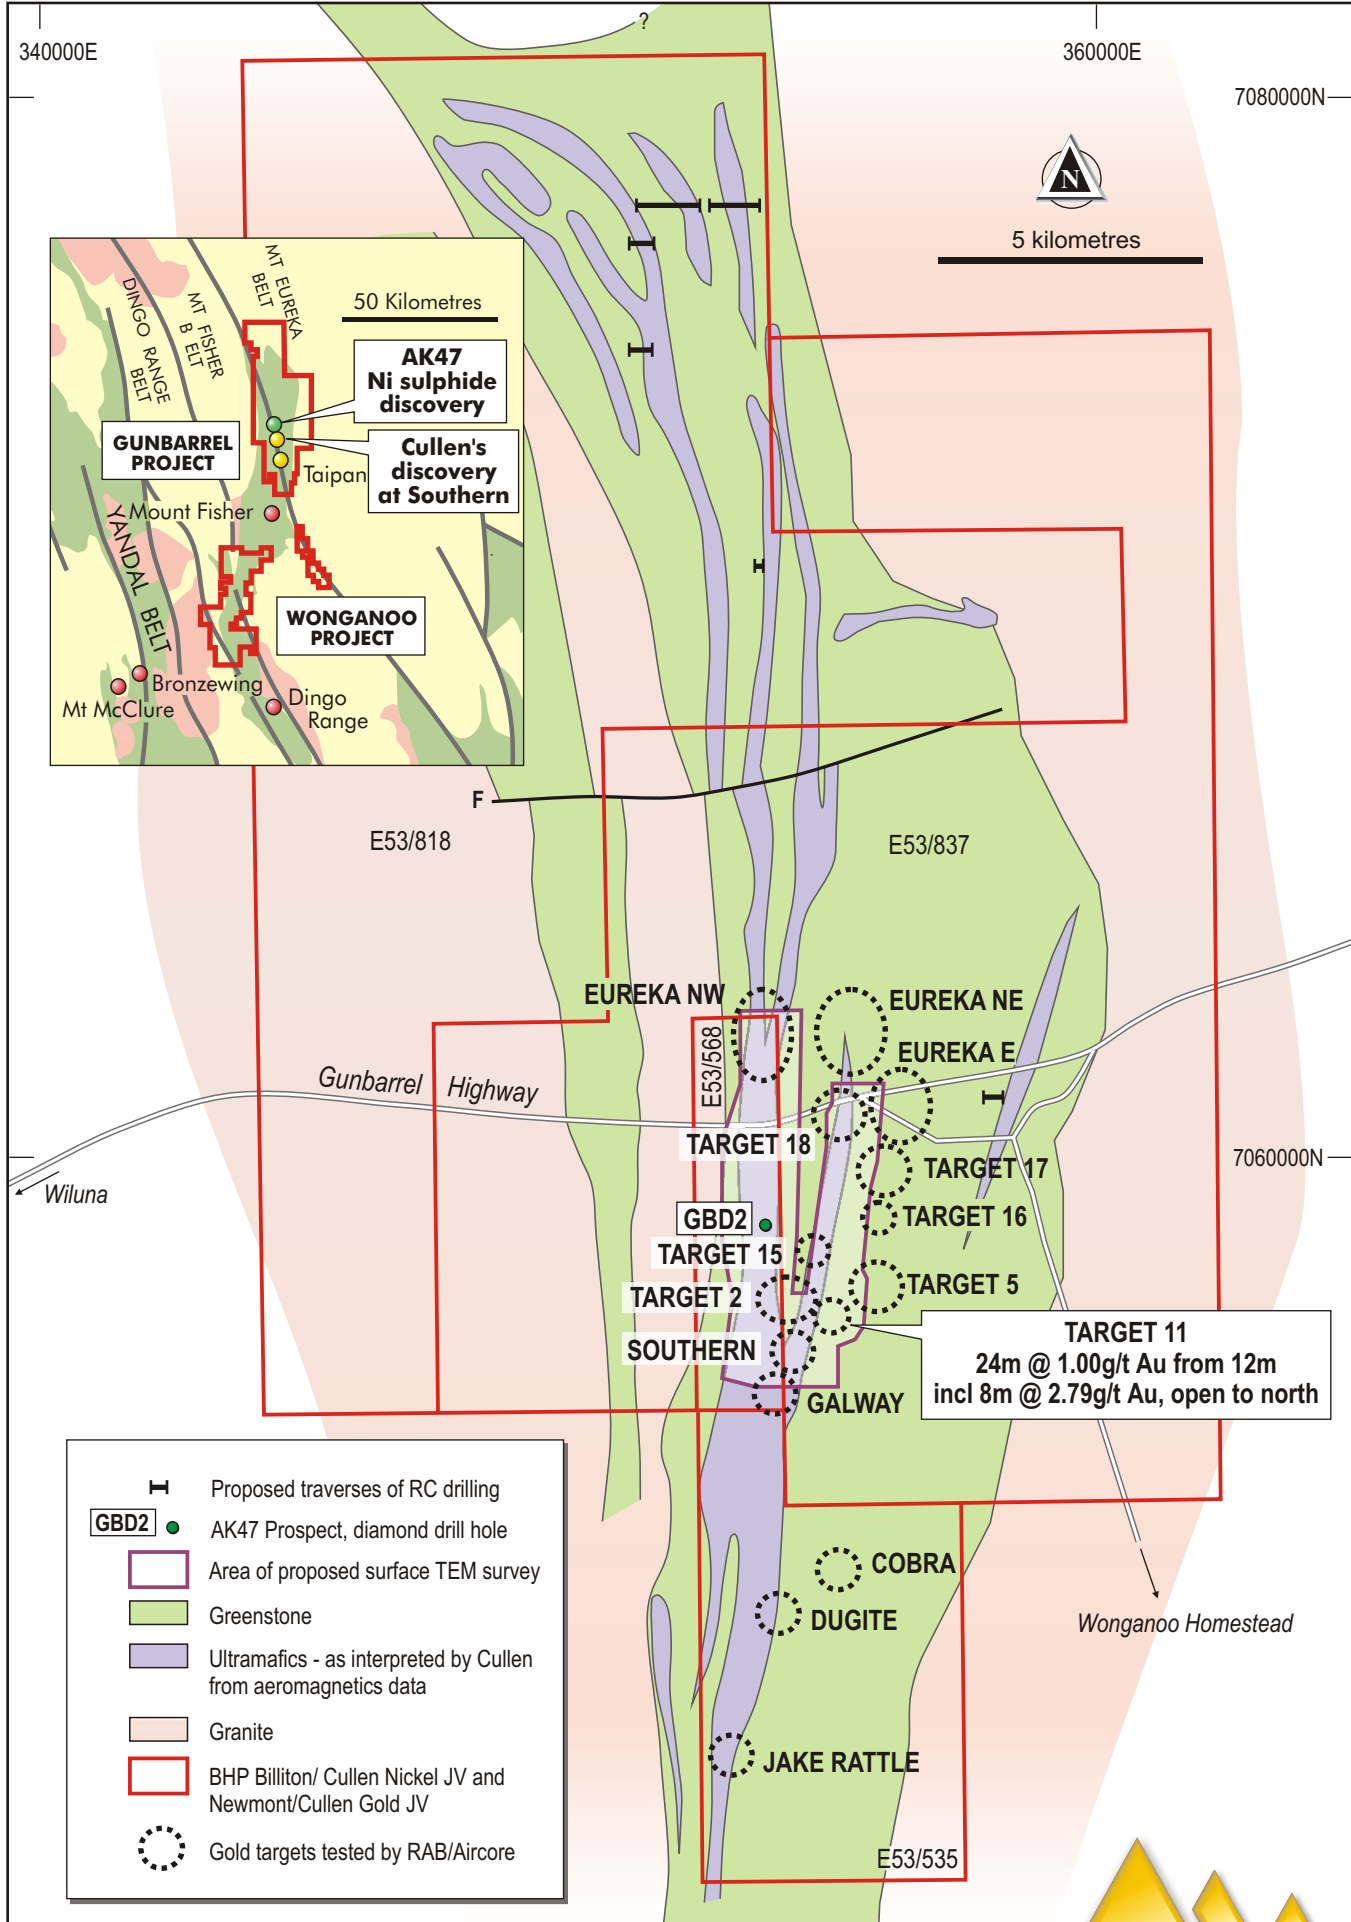 ?
340000E
360000E
7080000N
N
5 kilometres
MT EUREKA
BELT
MT FISHER
B ELT
DINGO RANGE
BELT
50 Kilometres
AK47
Ni sulphide
discovery
GUNBARREL
PROJECT
Cullen's
discovery
at Southern
Taipan
Mount Fisher
YANDAL BELT
WONGANOO
PROJECT
Bronzewing
Mt McClure
Dingo
Range
F
E53/818
E53/837
EUREKA NW
EUREKA NE
E53/568
EUREKA E
Gunbarrel Highway
TARGET 18
TARGET 17
7060000N
Wiluna
GBD2
TARGET 16
TARGET 15
TARGET 2
TARGET 5
SOUTHERN
TARGET 11
24m @ 1.00g/t Au from 12m
incl 8m @ 2.79g/t Au, open to north
GALWAY
COBRA
DUGITE
Wonganoo Homestead
JAKE RATTLE
E53/535
Proposed traverses of RC drilling
GBD2 AK47 Prospect, diamond drill hole
Area of proposed surface TEM survey
Greenstone
Ultramafics - as interpreted by Cullen
from aeromagnetics data
Granite
BHP Billiton/ Cullen Nickel JV and
Newmont/Cullen Gold JV
Gold targets tested by RAB/Aircore